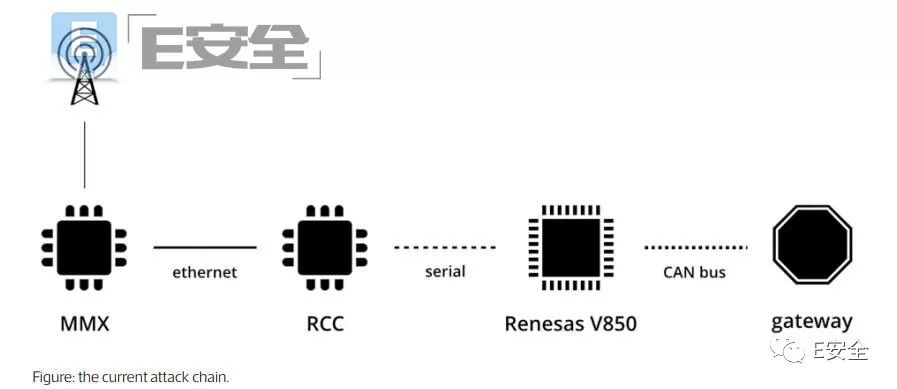 E安全
ethernet
serial
CAN bus
MMX
RCC
Renesas V850
gateway
E安全
Figure: the current attack chain.